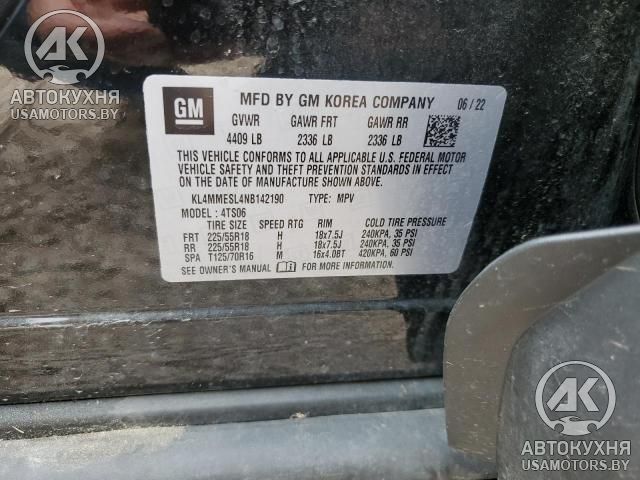 AK
АВТОКУХНЯ
USAMOTORS.BY
GM
MFD BY GM KOREA COMPANY 06/22
GVWR GAWR FRT GAWR RR
4409 LB 2336 LB 2336 LB
THIS VEHICLE CONFORMS TO ALL APPLICABLE U.S. FEDERAL MOTOR
VEHICLE SAFETY AND THEFT PREVENTION STANDARDS IN EFFECT
ON THE DATE OF MANUFACTURE SHOWN ABOVE.
KL4MMESL4NB142190 TYPE: MPV
MODEL: 4TS06
TIRE SIZE SPEED RTG RIM COLD TIRE PRESSURE
FRT 225/55R18 H 18x7.5J 240KPA, 35 PSI
RR 225/55R18 H 18x7.5J 240KPA, 35 PSI
SPA T125/70R16 M 16x4.0BT 420KPA, 60 PSI
SEE OWNER'S MANUAL FOR MORE INFORMATION.
AK
АВТОКУХНЯ
USAMOTORS.BY